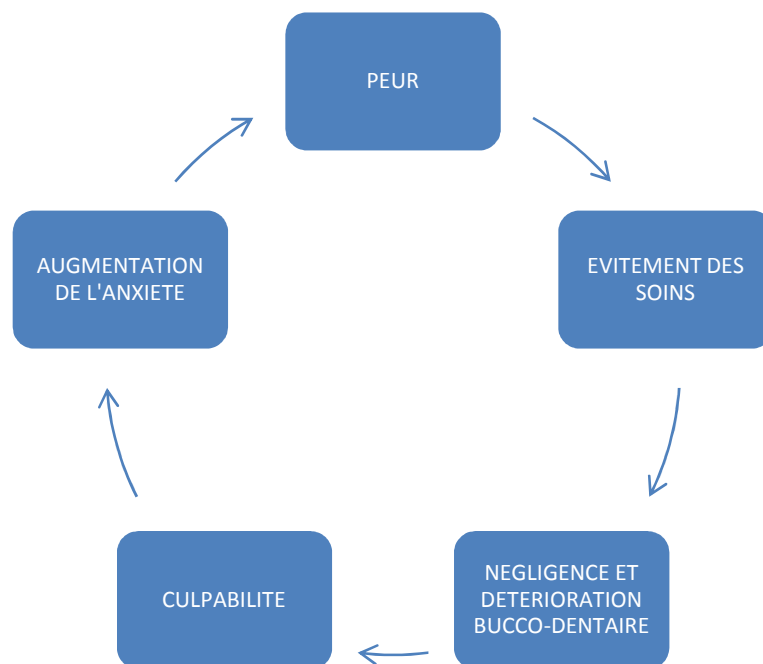 PEUR
EVITEMENT DES
SOINS
NEGLIGENCE ET
DETERIORATION
BUCCO-DENTAIRE
CULPABILITE
AUGMENTATION
DE L'ANXIETE